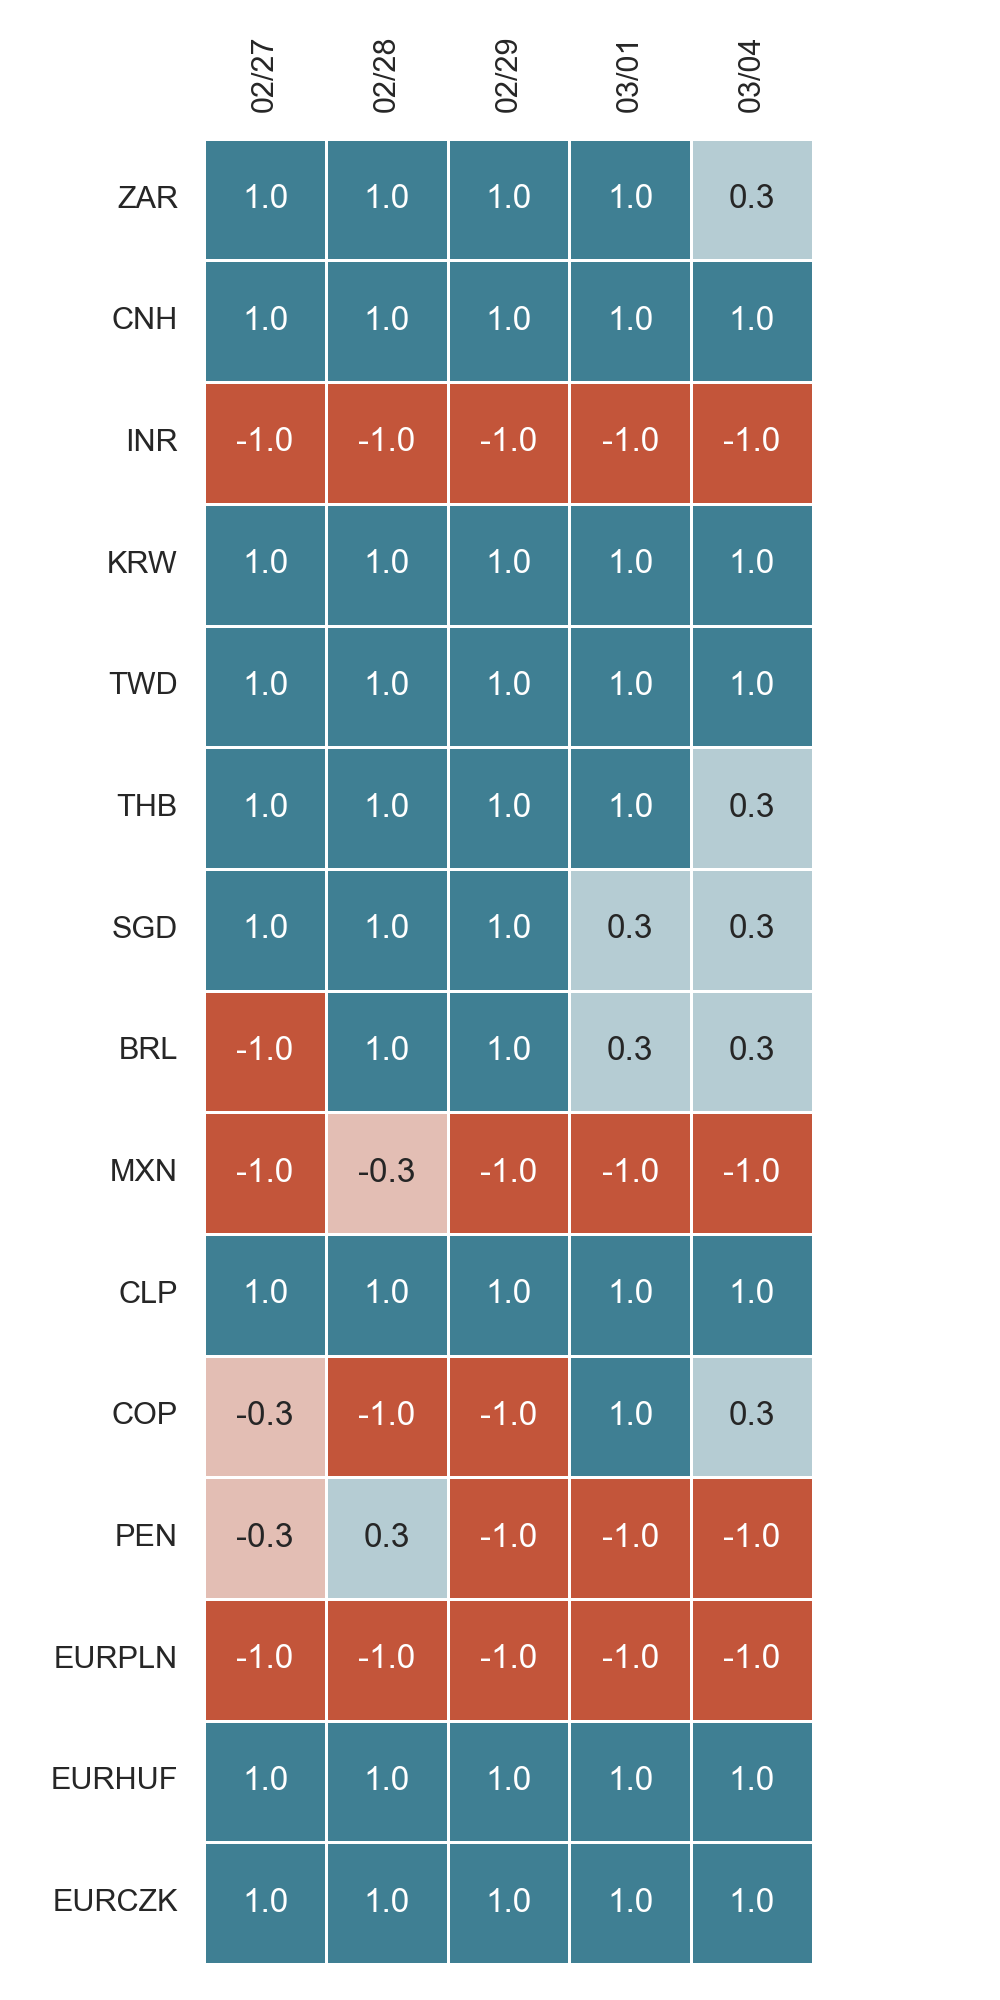 02/27 02/28 02/29 03/01 03/04
ZAR 1.0 1.0 1.0 1.0 0.3
CNH 1.0 1.0 1.0 1.0 1.0
INR -1.0 -1.0 -1.0 -1.0 -1.0
KRW 1.0 1.0 1.0 1.0 1.0
TWD 1.0 1.0 1.0 1.0 1.0
THB 1.0 1.0 1.0 1.0 0.3
SGD 1.0 1.0 1.0 0.3 0.3
BRL -1.0 1.0 1.0 0.3 0.3
MXN -1.0 -0.3 -1.0 -1.0 -1.0
CLP 1.0 1.0 1.0 1.0 1.0
COP -0.3 -1.0 -1.0 1.0 0.3
PEN -0.3 0.3 -1.0 -1.0 -1.0
EURPLN -1.0 -1.0 -1.0 -1.0 -1.0
EURHUF 1.0 1.0 1.0 1.0 1.0
EURCZK 1.0 1.0 1.0 1.0 1.0